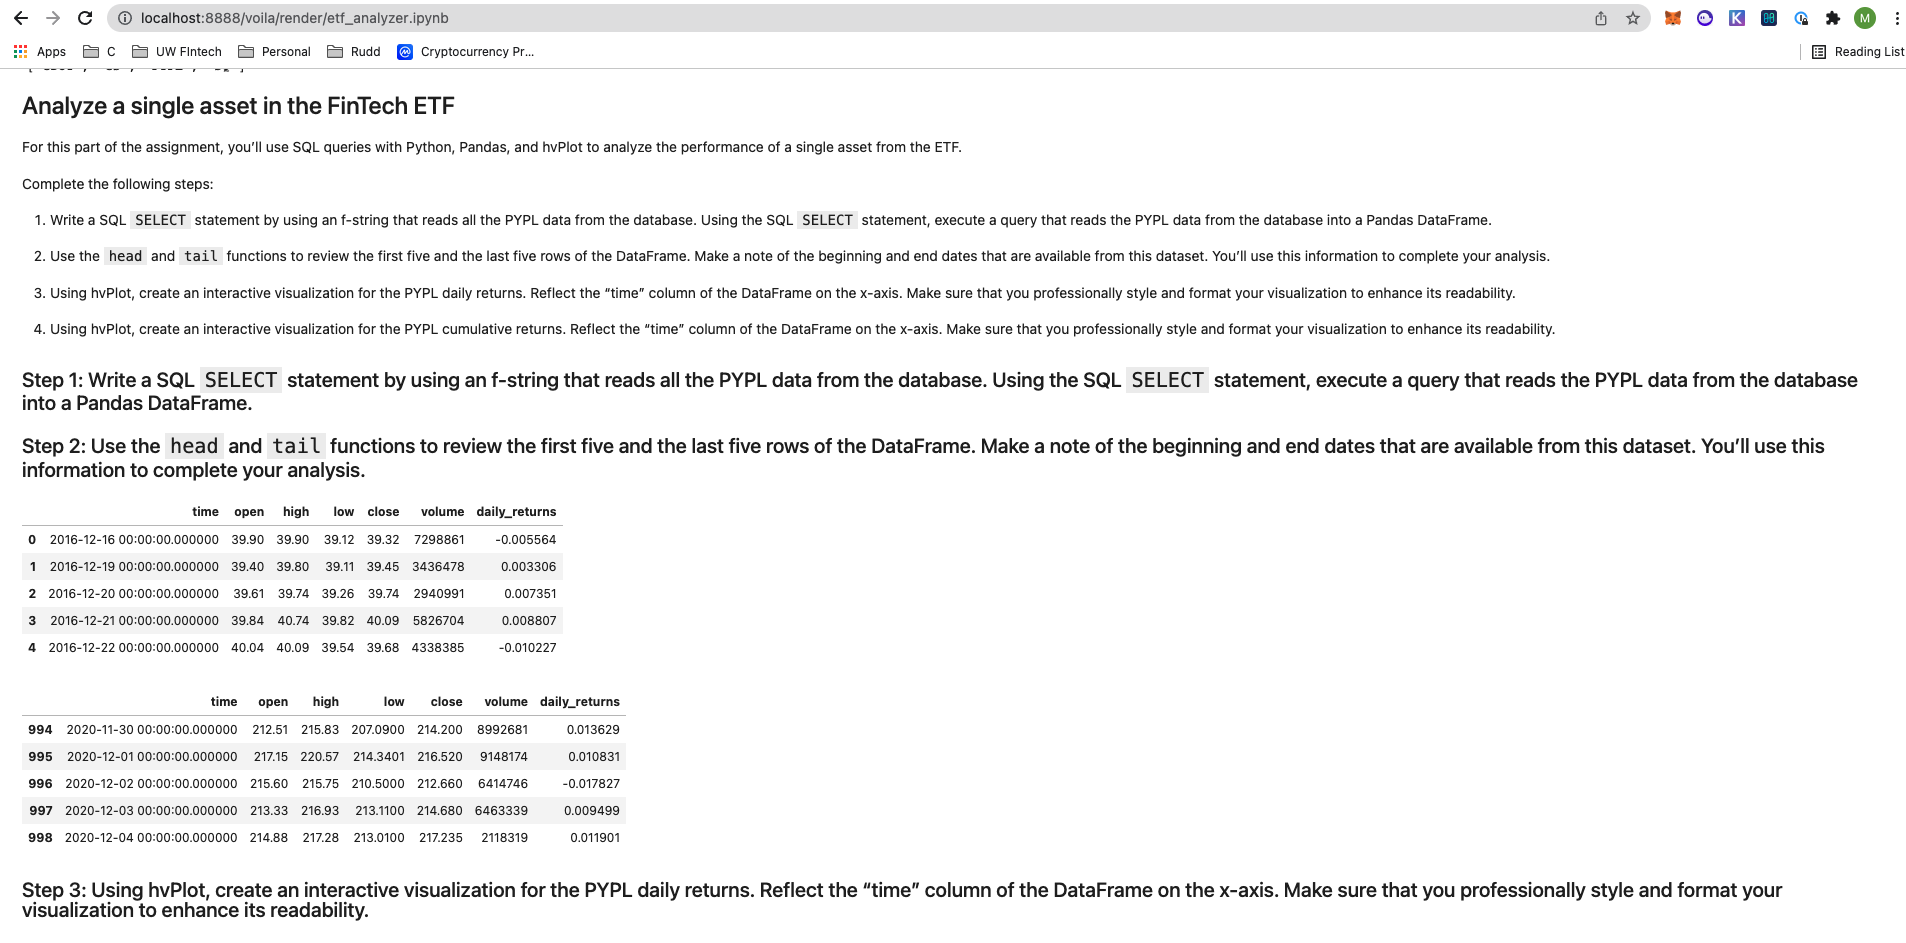 localhost:8888/voila/render/etf_analyzer.ipynb
M
Apps C UW FIntech Personal Rudd Cryptocurrency Pr... Reading List
Analyze a single asset in the FinTech ETF
For this part of the assignment, you’ll use SQL queries with Python, Pandas, and hvPlot to analyze the performance of a single asset from the ETF.
Complete the following steps:
1. Write a SQL SELECT statement by using an f-string that reads all the PYPL data from the database. Using the SQL SELECT statement, execute a query that reads the PYPL data from the database into a Pandas DataFrame.
2. Use the head and tail functions to review the first five and the last five rows of the DataFrame. Make a note of the beginning and end dates that are available from this dataset. You’ll use this information to complete your analysis.
3. Using hvPlot, create an interactive visualization for the PYPL daily returns. Reflect the “time” column of the DataFrame on the x-axis. Make sure that you professionally style and format your visualization to enhance its readability.
4. Using hvPlot, create an interactive visualization for the PYPL cumulative returns. Reflect the “time” column of the DataFrame on the x-axis. Make sure that you professionally style and format your visualization to enhance its readability.
Step 1: Write a SQL SELECT statement by using an f-string that reads all the PYPL data from the database. Using the SQL SELECT statement, execute a query that reads the PYPL data from the database
into a Pandas DataFrame.
Step 2: Use the head and tail functions to review the first five and the last five rows of the DataFrame. Make a note of the beginning and end dates that are available from this dataset. You’ll use this
information to complete your analysis.
time open high low close volume daily_returns
0 2016-12-16 00:00:00.000000 39.90 39.90 39.12 39.32 7298861 -0.005564
1 2016-12-19 00:00:00.000000 39.40 39.80 39.11 39.45 3436478 0.003306
2 2016-12-20 00:00:00.000000 39.61 39.74 39.26 39.74 2940991 0.007351
3 2016-12-21 00:00:00.000000 39.84 40.74 39.82 40.09 5826704 0.008807
4 2016-12-22 00:00:00.000000 40.04 40.09 39.54 39.68 4338385 -0.010227
time open high low close volume daily_returns
994 2020-11-30 00:00:00.000000 212.51 215.83 207.0900 214.200 8992681 0.013629
995 2020-12-01 00:00:00.000000 217.15 220.57 214.3401 216.520 9148174 0.010831
996 2020-12-02 00:00:00.000000 215.60 215.75 210.5000 212.660 6414746 -0.017827
997 2020-12-03 00:00:00.000000 213.33 216.93 213.1100 214.680 6463339 0.009499
998 2020-12-04 00:00:00.000000 214.88 217.28 213.0100 217.235 2118319 0.011901
Step 3: Using hvPlot, create an interactive visualization for the PYPL daily returns. Reflect the “time” column of the DataFrame on the x-axis. Make sure that you professionally style and format your
visualization to enhance its readability.